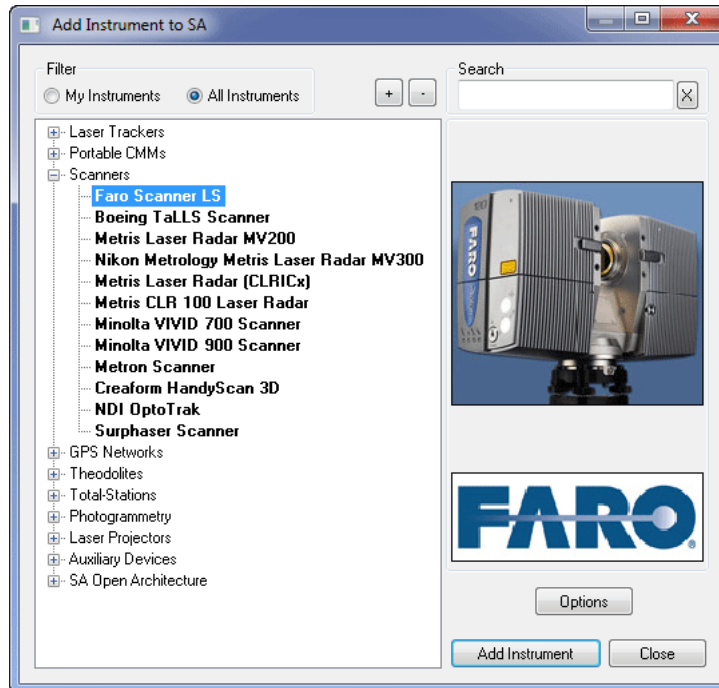 Add Instrument to SA
Filter
My Instruments
All Instruments
+
-
Search
X
Laser Trackers
Portable CMMs
Scanners
Faro Scanner LS
Boeing TaLLS Scanner
Metris Laser Radar MV200
Nikon Metrology Metris Laser Radar MV300
Metris Laser Radar (CLRICx)
Metris CLR 100 Laser Radar
Minolta VIVID 700 Scanner
Minolta VIVID 900 Scanner
Metron Scanner
Creaform HandyScan 3D
NDI OptoTrak
Surphaser Scanner
GPS Networks
Theodolites
Total-Stations
Photogrammetry
Laser Projectors
Auxiliary Devices
SA Open Architecture
FARO
FARO
Options
Add Instrument
Close